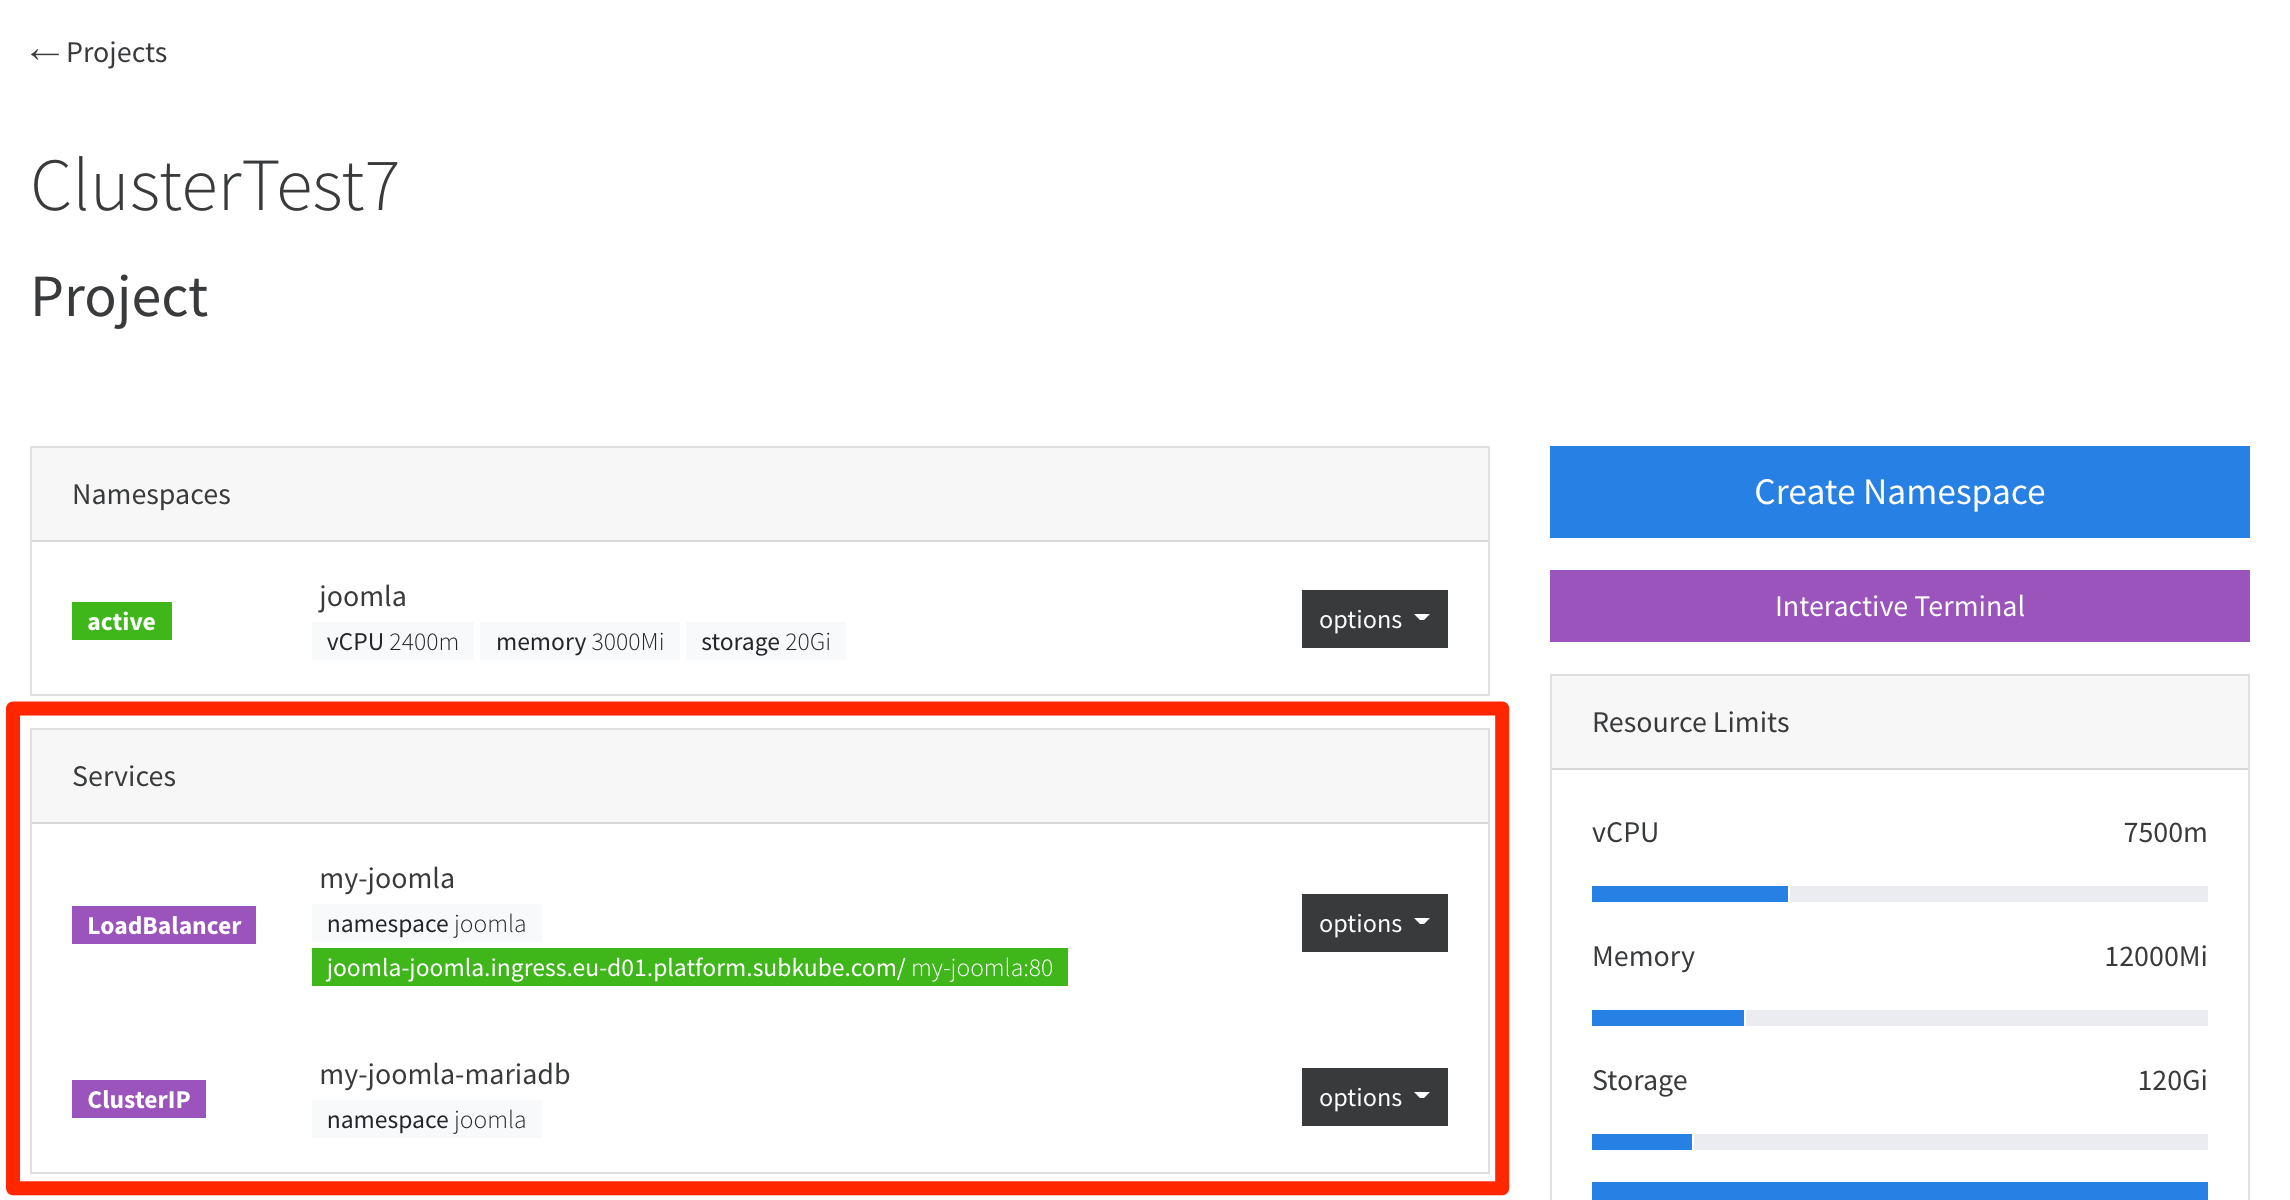 ← Projects
ClusterTest7
Project
Namespaces
active
joomla
vCPU 2400m memory 3000Mi storage 20Gi
options
Services
LoadBalancer
my-joomla
namespace joomla
joomla-joomla.ingress.eu-d01.platform.subkube.com/ my-joomla:80
options
ClusterIP
my-joomla-mariadb
namespace joomla
options
Create Namespace
Interactive Terminal
Resource Limits
vCPU 7500m
Memory 12000Mi
Storage 120Gi